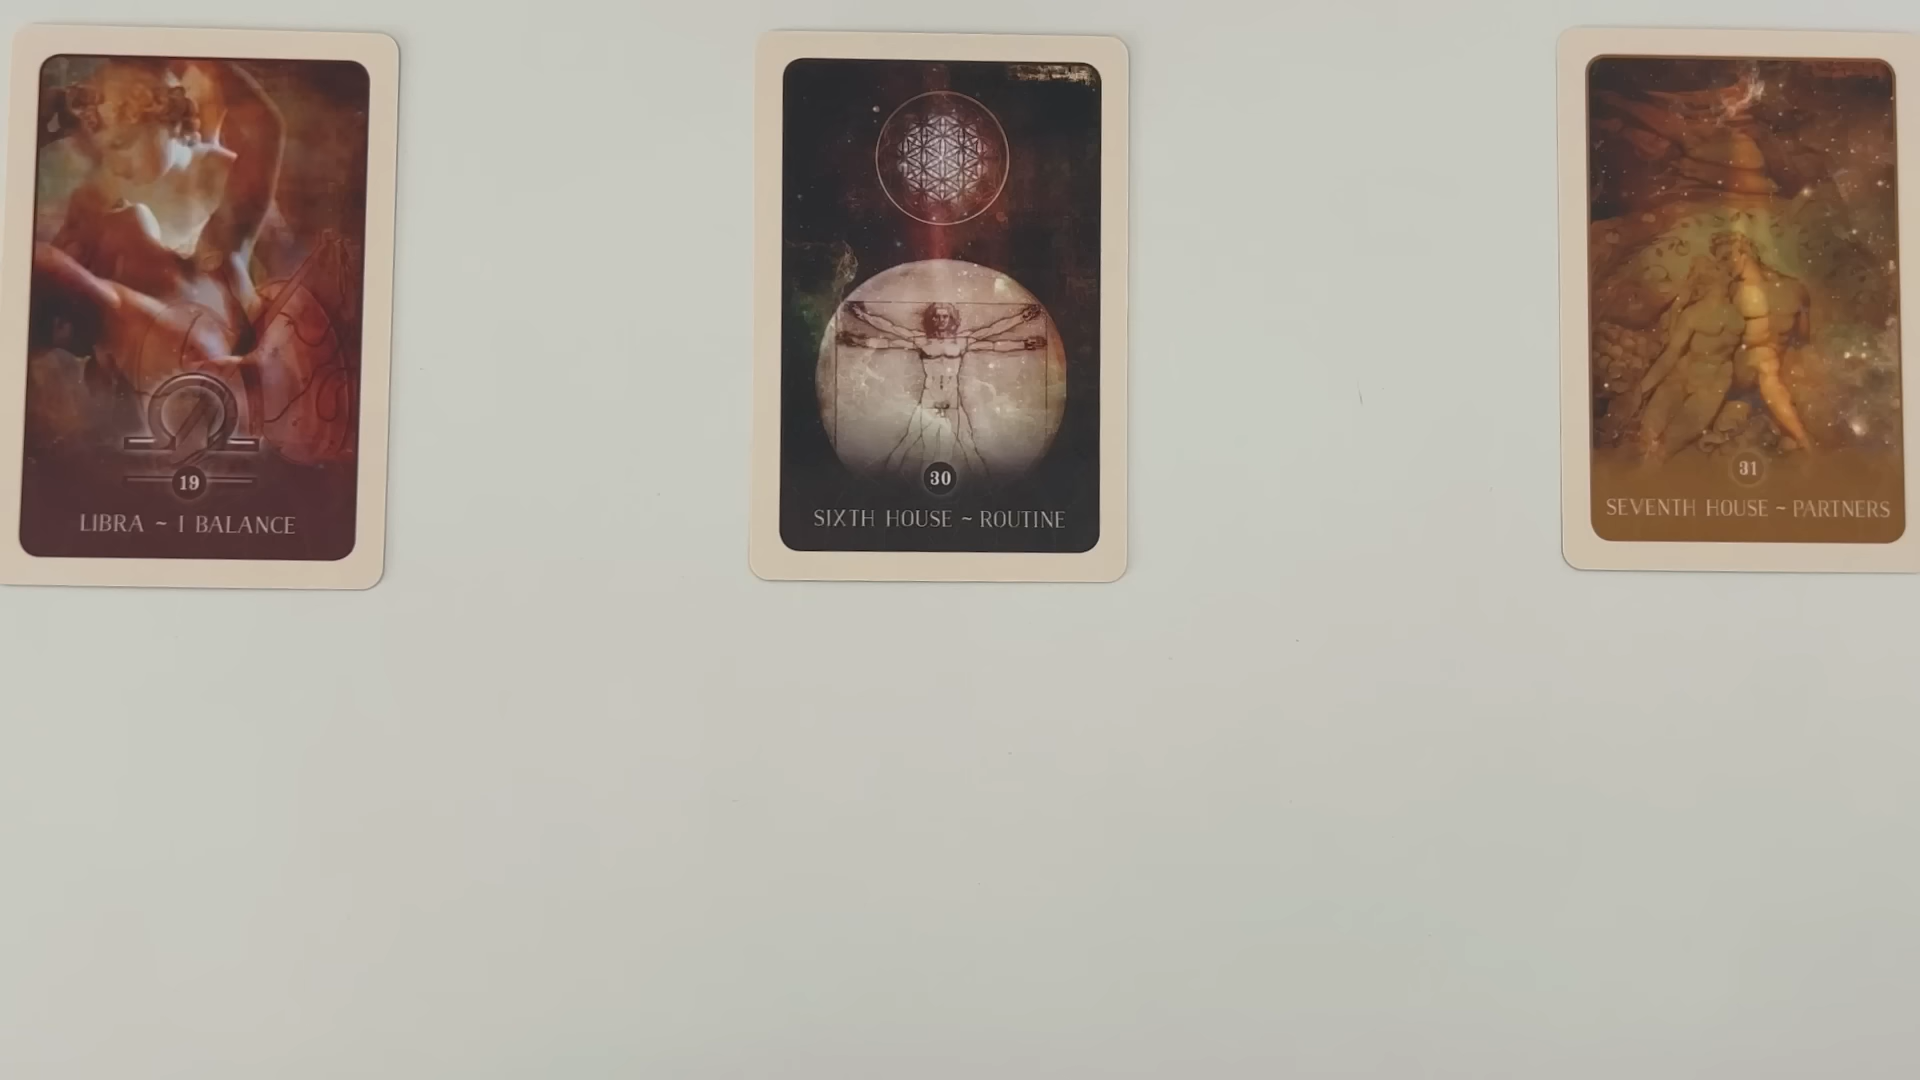 19
LIBRA ~ I BALANCE
30
SIXTH HOUSE ~ ROUTINE
31
SEVENTH HOUSE ~ PARTNERS